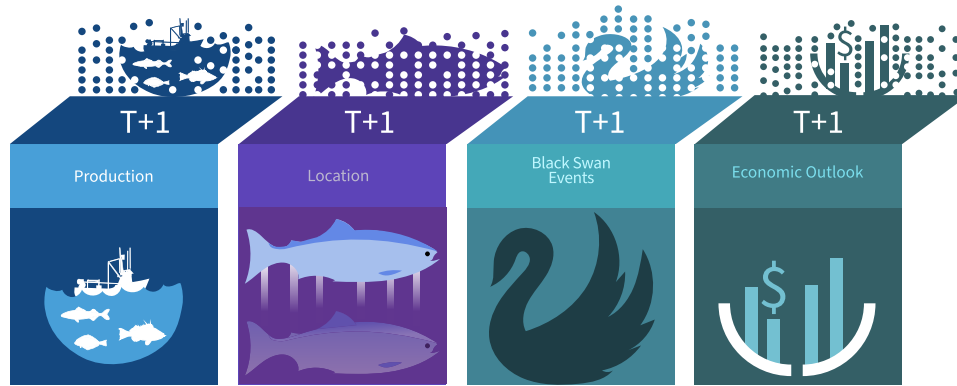 T+1
T+1
T+1
T+1
Production
Location
Black Swan
Events
Economic Outlook
$
$